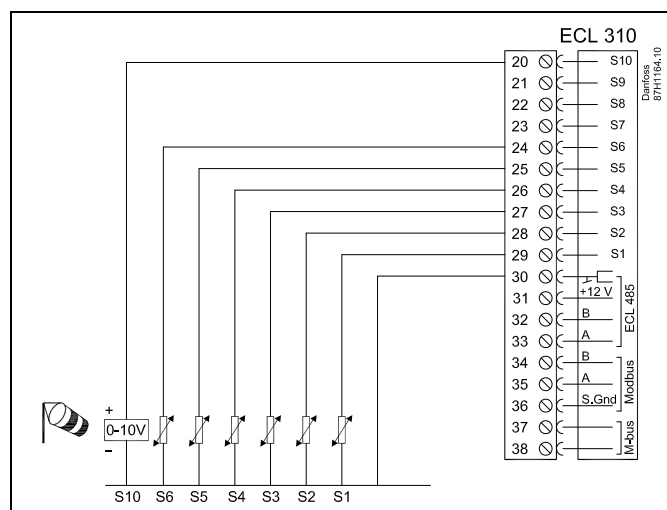 ECL 310
20 S10
21 S9
22 S8
23 S7
24 S6
25 S5
26 S4
27 S3
28 S2
29 S1
30
31 +12 V
32 B
33 A
34 B
35 A
36 S.Gnd
37
38
ECL 485
Modbus
M-bus
Danfoss
87H1164.10
+
0-10V
–
S10 S6 S5 S4 S3 S2 S1